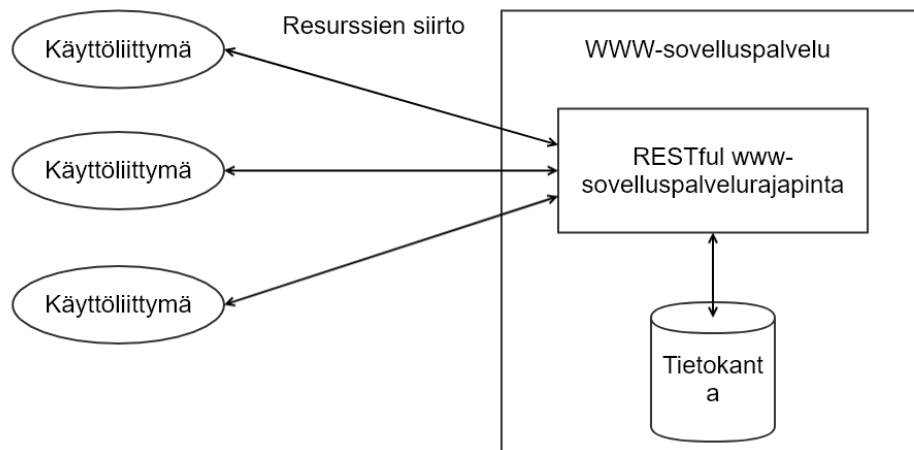 Käyttöliittymä
Resurssien siirto
WWW-sovelluspalvelu
Käyttöliittymä
RESTful www-
sovelluspalvelurajapinta
Käyttöliittymä
Tietokant
a